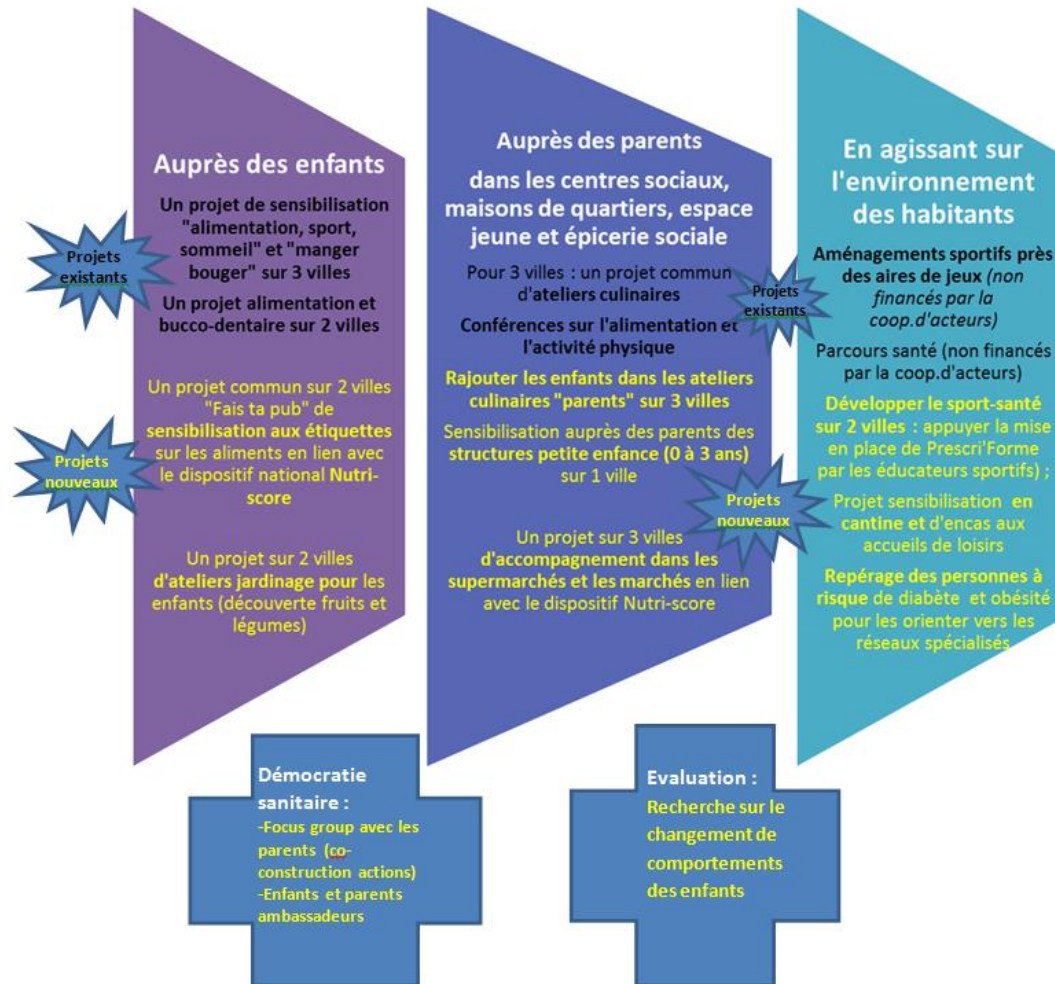 Auprès des enfants
Un projet de sensibilisation
"alimentation, sport,
sommeil" et "manger
bouger" sur 3 villes
Un projet alimentation et
bucco-dentaire sur 2 villes
Projets
existants
Un projet commun sur 2 villes
"Fais ta pub" de
sensibilisation aux étiquettes
sur les aliments en lien avec
le dispositif national Nutri-
score
Projets
nouveaux
Un projet sur 2 villes
d'ateliers jardinage pour les
enfants (découverte fruits et
légumes)
Auprès des parents
dans les centres sociaux,
maisons de quartiers, espace
jeune et épicerie sociale
Pour 3 villes : un projet commun
d'ateliers culinaires
Conférences sur l'alimentation et
l'activité physique
Rajouter les enfants dans les ateliers
culinaires "parents" sur 3 villes
Sensibilisation auprès des parents des
structures petite enfance (0 à 3 ans)
sur 1 ville
Un projet sur 3 villes
d'accompagnement dans les
supermarchés et les marchés en lien
avec le dispositif Nutri-score
Projets
existants
Projets
nouveaux
En agissant sur
l'environnement
des habitants
Aménagements sportifs près
des aires de jeux (non
financés par la
coop.d'acteurs)
Parcours santé (non financés
par la coop.d'acteurs)
Développer le sport-santé
sur 2 villes : appuyer la mise
en place de Prescri'Forme
par les éducateurs sportifs) ;
Projet sensibilisation en
cantine et d'encas aux
accueils de loisirs
Repérage des personnes à
risque de diabète et obésité
pour les orienter vers les
réseaux spécialisés
Démocratie
sanitaire :
-Focus group avec les
parents (co-
construction actions)
-Enfants et parents
ambassadeurs
Evaluation :
Recherche sur le
changement de
comportements
des enfants